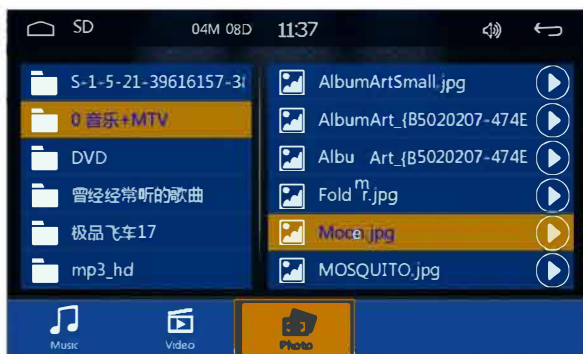 SD 04M 08D 11:37
S-1-5-21-39616157-3
0 音乐+MTV
DVD
曾经经常听的歌曲
极品飞车17
mp3_hd
AlbumArtSmall.jpg
AlbumArt_{B5020207-474E
Albu Art_{B5020207-474E
Fold r.jpg
MOSQUITO.jpg
Music Video Photo